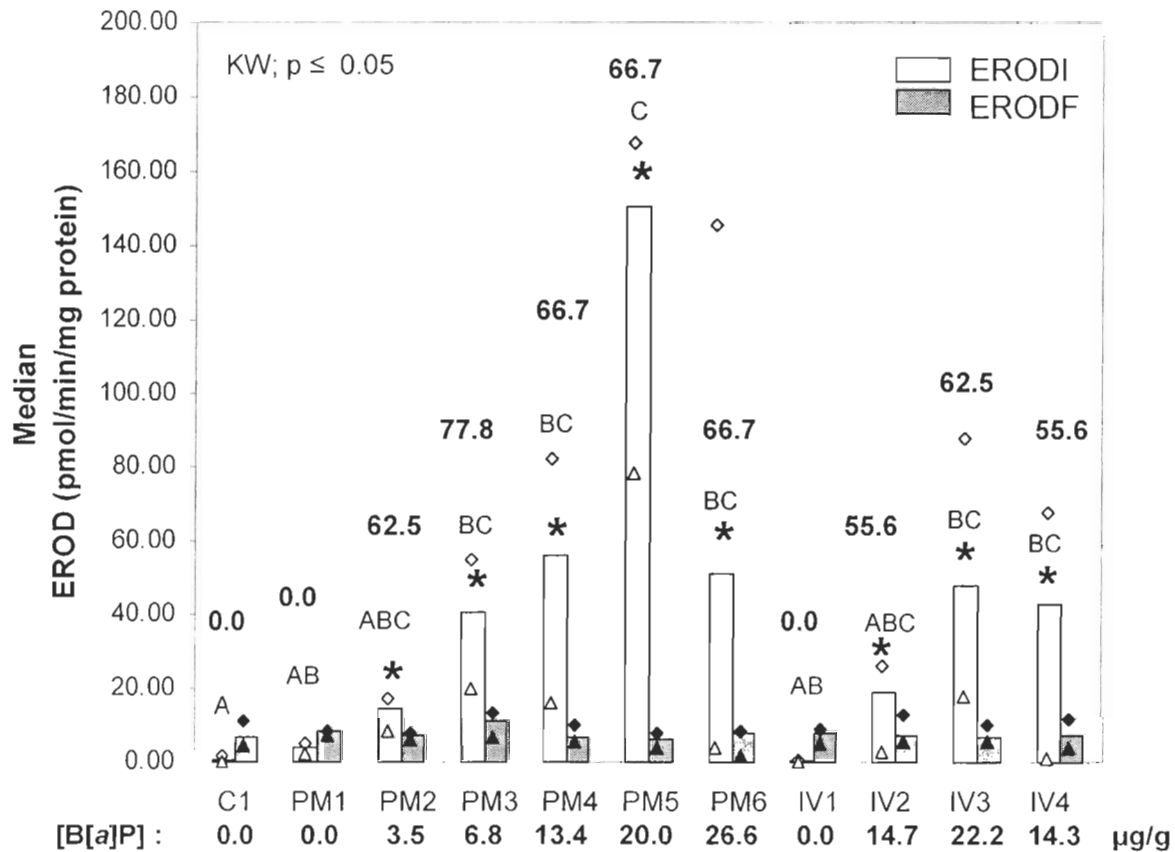 200.00
180.00
160.00
140.00
120.00
100.00
80.00
60.00
40.00
20.00
0.00
Median
EROD (pmol/min/mg protein)
KW; p ≤ 0.05
ERODI
ERODF
66.7
C
*
66.7
BC
*
62.5
BC
*
77.8
BC
*
66.7
BC
*
55.6
BC
*
62.5
ABC
*
55.6
ABC
*
0.0
A
0.0
AB
0.0
AB
C1 PM1 PM2 PM3 PM4 PM5 PM6 IV1 IV2 IV3 IV4
[B[a]P] : 0.0 0.0 3.5 6.8 13.4 20.0 26.6 0.0 14.7 22.2 14.3 µg/g